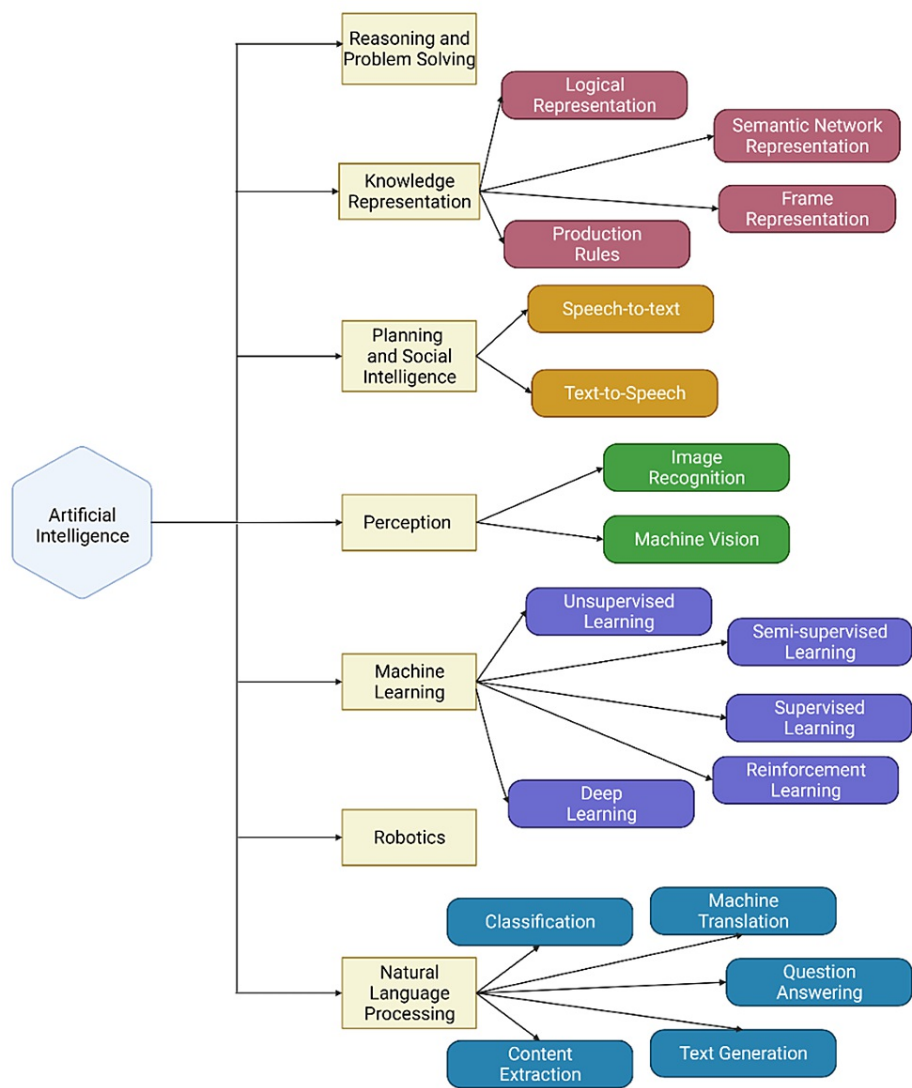 Reasoning and
Problem Solving
Logical
Representation
Semantic Network
Representation
Knowledge
Representation
Frame
Representation
Production
Rules
Speech-to-text
Planning
and Social
Intelligence
Text-to-Speech
Image
Recognition
Artificial
Intelligence
Perception
Machine Vision
Unsupervised
Learning
Semi-supervised
Learning
Machine
Learning
Supervised
Learning
Reinforcement
Learning
Deep
Learning
Robotics
Classification
Machine
Translation
Natural
Language
Processing
Question
Answering
Content
Extraction
Text Generation